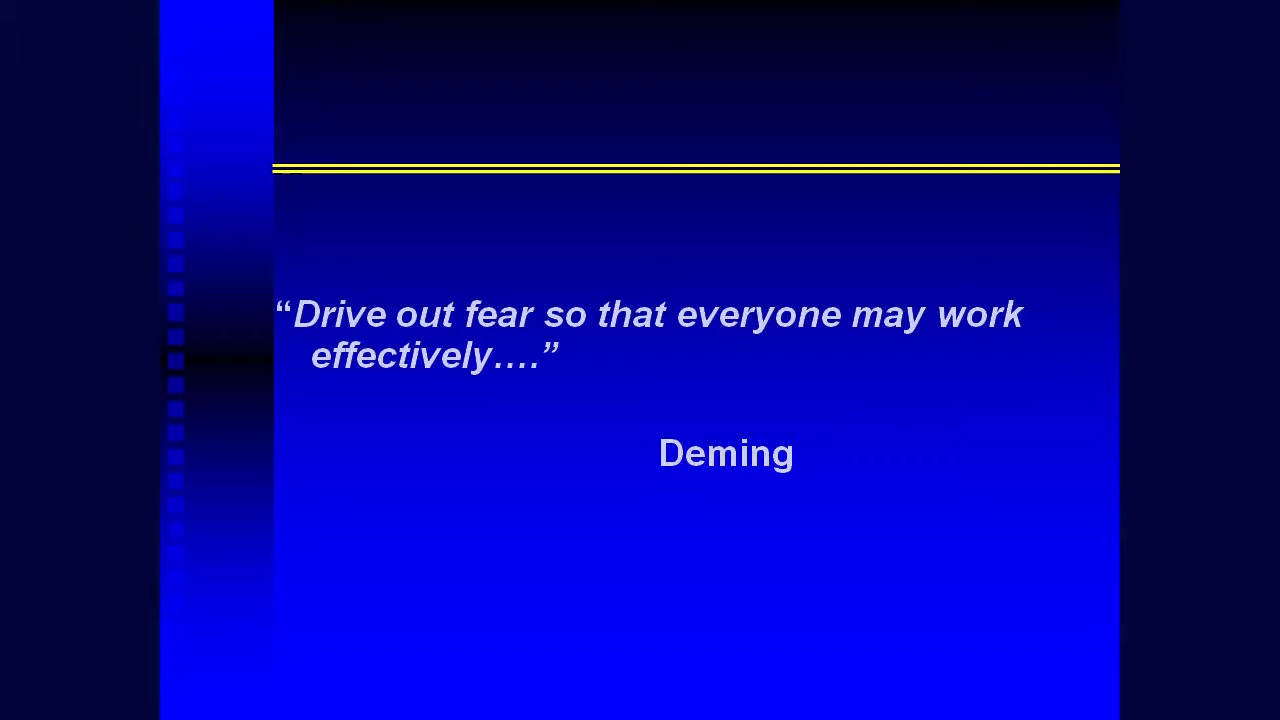 “Drive out fear so that everyone may work
effectively….”
Deming